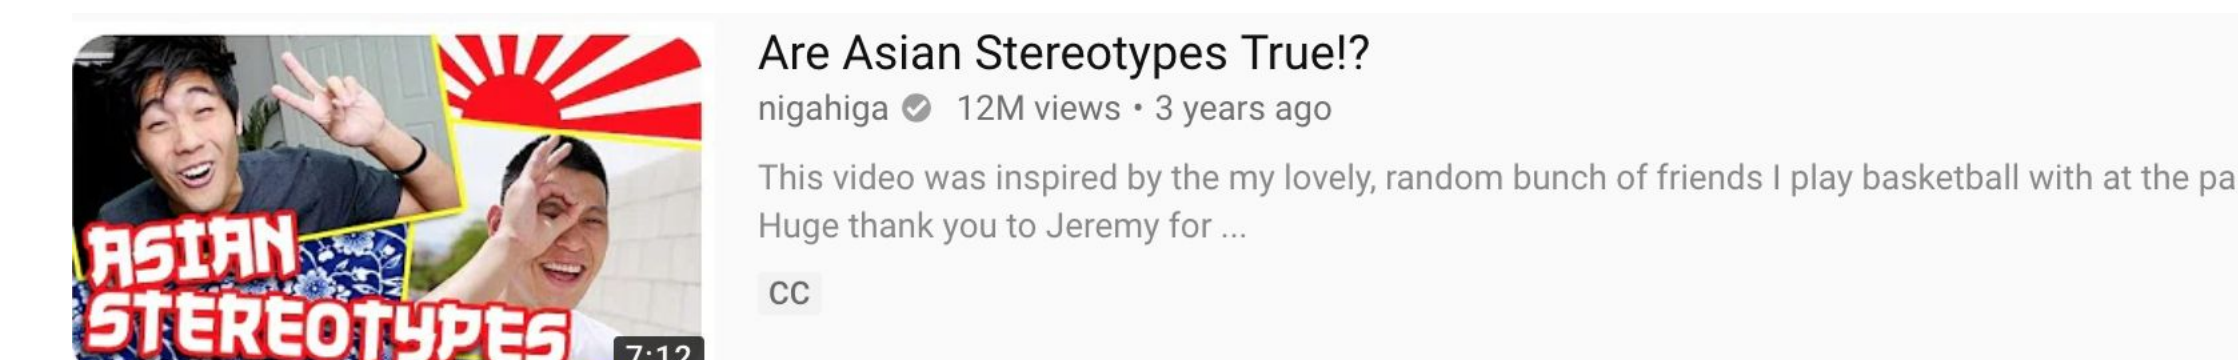 ASIAN
STEREOTYPES
7:12
Are Asian Stereotypes True!?
nigahiga 12M views • 3 years ago
This video was inspired by the my lovely, random bunch of friends I play basketball with at the pa
Huge thank you to Jeremy for ...
CC